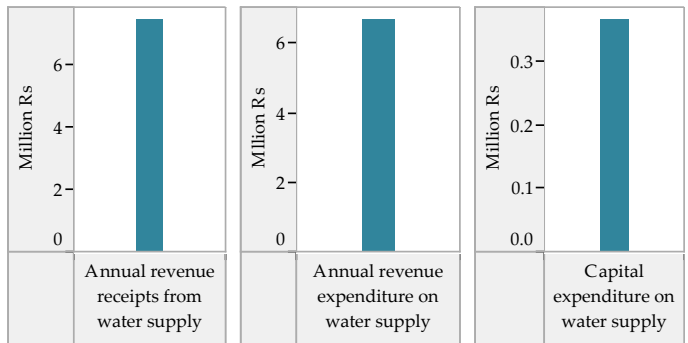 Million Rs
6
4
2
0
Annual revenue
receipts from
water supply
Mllion Rs
6
4
2
0
Annual revenue
expenditure on
water supply
Million Rs
0.3
0.2
0.1
0.0
Capital
expenditure on
water supply